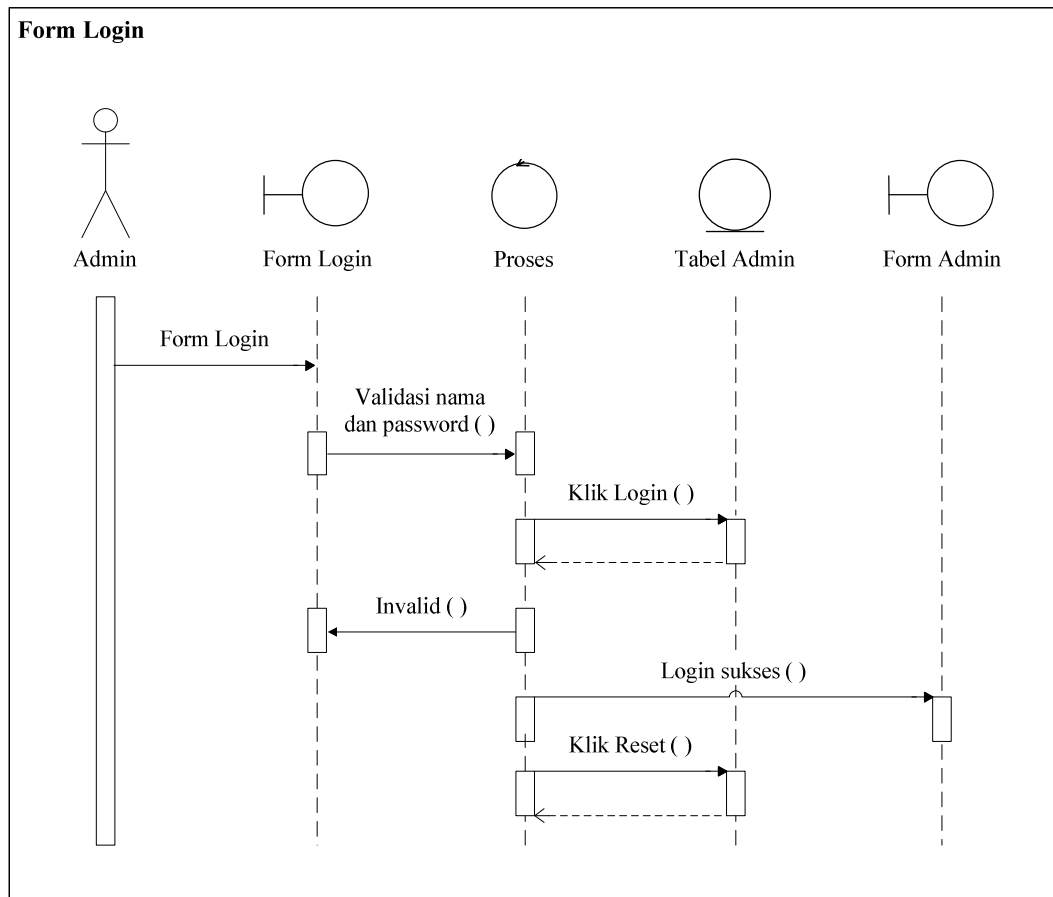 Form Login
Admin
Form Login
Proses
Tabel Admin
Form Admin
Form Login
Validasi nama
dan password ( )
Klik Login ( )
Invalid ( )
Login sukses ( )
Klik Reset ( )